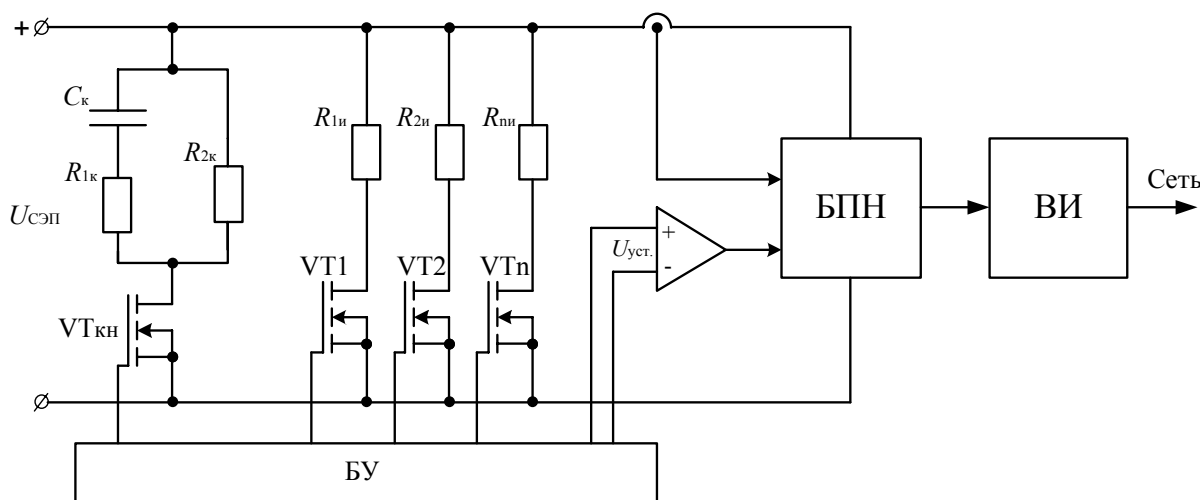 +
Cк
R1к
R2к
UСЭП
VTкн
R1и
R2и
Rnи
VT1
VT2
VTn
+
Uуст.
-
БПН
ВИ
Сеть
БУ